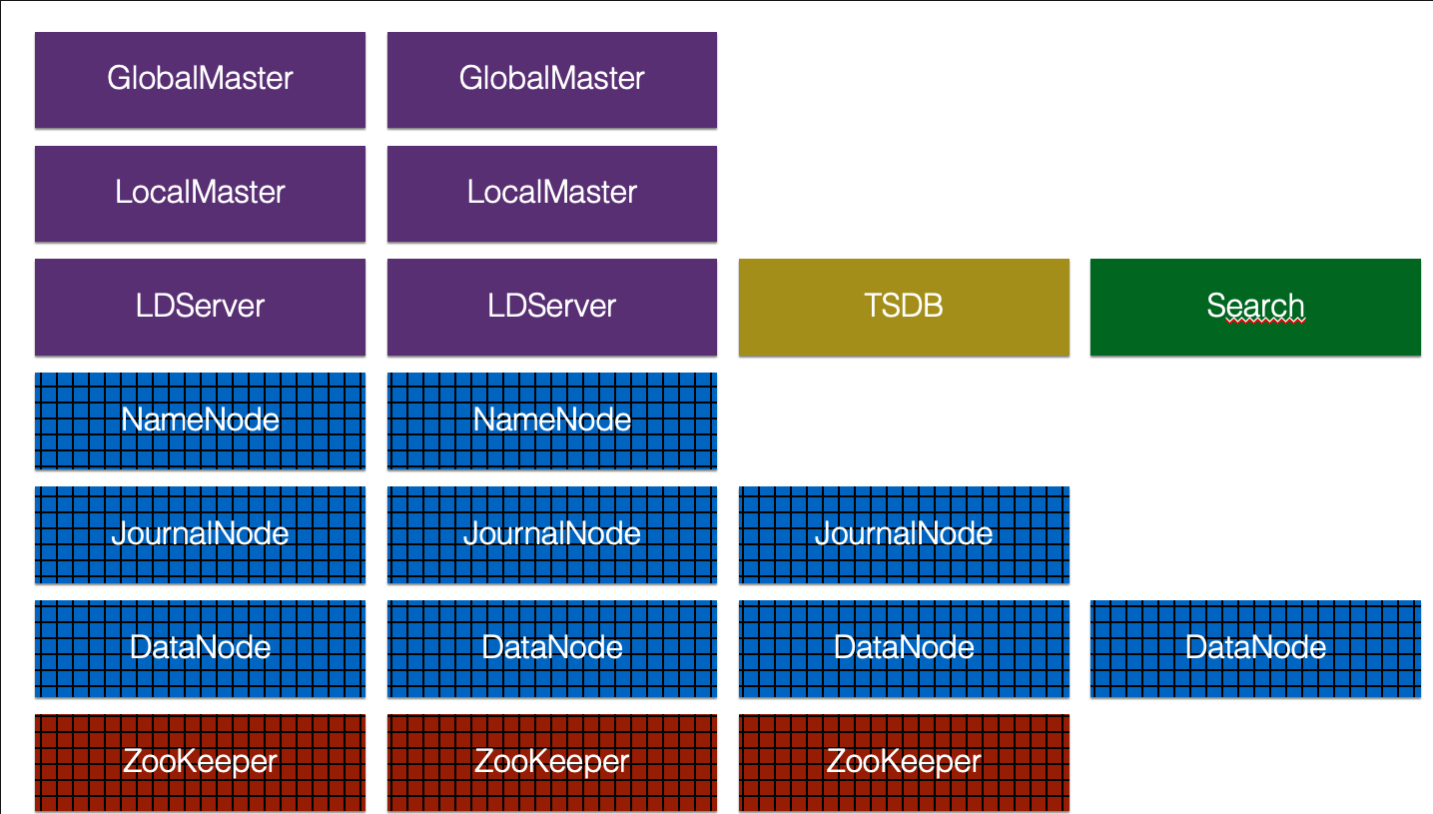 GlobalMaster GlobalMaster
LocalMaster LocalMaster
LDServer LDServer TSDB Search
NameNode NameNode
JournalNode JournalNode JournalNode
DataNode DataNode DataNode DataNode
ZooKeeper ZooKeeper ZooKeeper